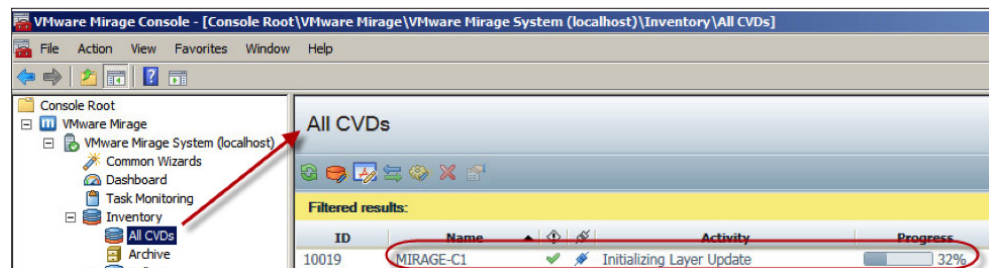 VMware Mirage Console - [Console Root\VMware Mirage\VMware Mirage System (localhost)\Inventory\All CVDs]
File Action View Favorites Window Help
Console Root
VMware Mirage
VMware Mirage System (localhost)
Common Wizards
Dashboard
Task Monitoring
Inventory
All CVDs
Archive
All CVDs
Filtered results:
ID Name Activity Progress
10019 MIRAGE-C1 Initializing Layer Update 32%